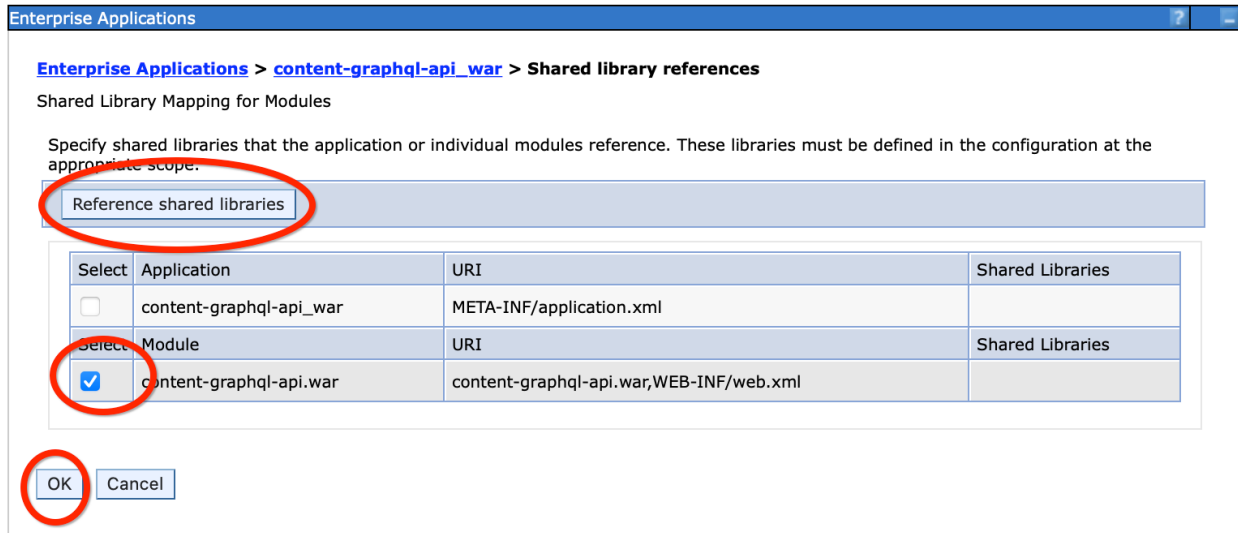 Enterprise Applications ? –
Enterprise Applications > content-graphql-api_war > Shared library references
Shared Library Mapping for Modules
Specify shared libraries that the application or individual modules reference. These libraries must be defined in the configuration at the
appropriate scope.
Reference shared libraries
Select Application URI Shared Libraries
content-graphql-api_war META-INF/application.xml
Select Module URI Shared Libraries
content-graphql-api.war content-graphql-api.war,WEB-INF/web.xml
OK Cancel